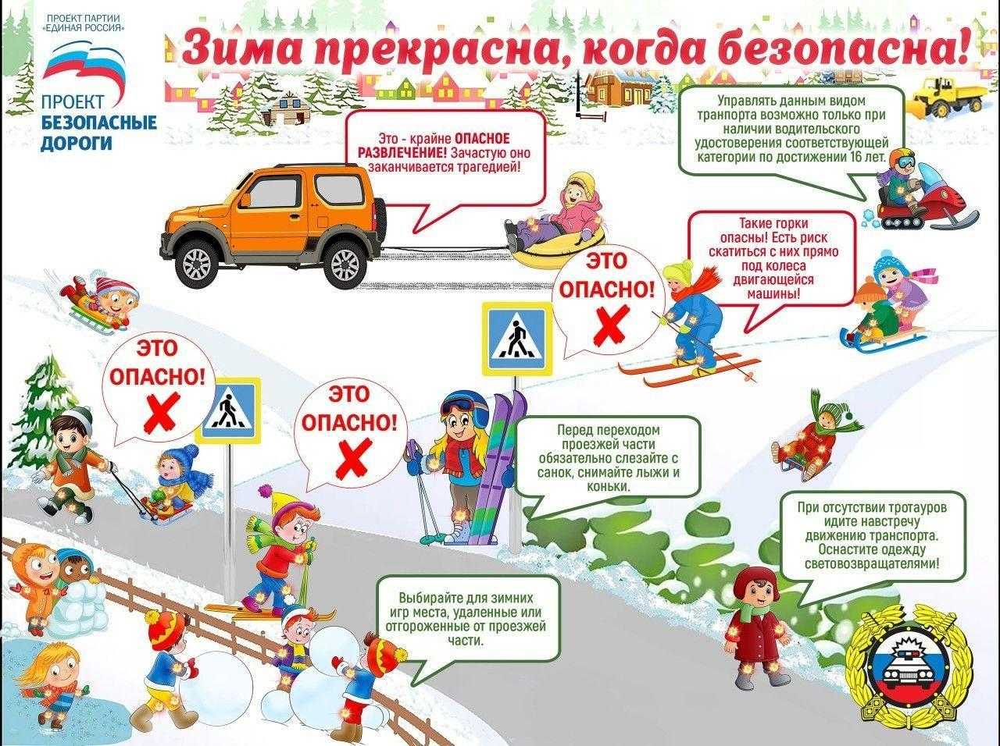 ПРОЕКТ ПАРТИИ
«ЕДИНАЯ РОССИЯ»
ПРОЕКТ
БЕЗОПАСНЫЕ
ДОРОГИ
Зима прекрасна, когда безопасна!
Это - крайне ОПАСНОЕ
РАЗВЛЕЧЕНИЕ! Зачастую оно
заканчивается трагедией!
Управлять данным видом
транпорта возможно только при
наличии водительского
удостоверения соответствующей
категории по достижении 16 лет.
Такие горки
опасны! Есть риск
скатиться с них прямо
под колеса
двигающейся
машины!
ЭТО
ОПАСНО!
ЭТО
ОПАСНО!
ЭТО
ОПАСНО!
Перед переходом
проезжей части
обязательно слезайте с
санок, снимайте лыжи и
коньки.
При отсутствии тротауров
идите навстречу
движению транспорта.
Оснастите одежду
световозвращателями!
Выбирайте для зимних
игр места, удаленные или
отгороженные от проезжей
части.